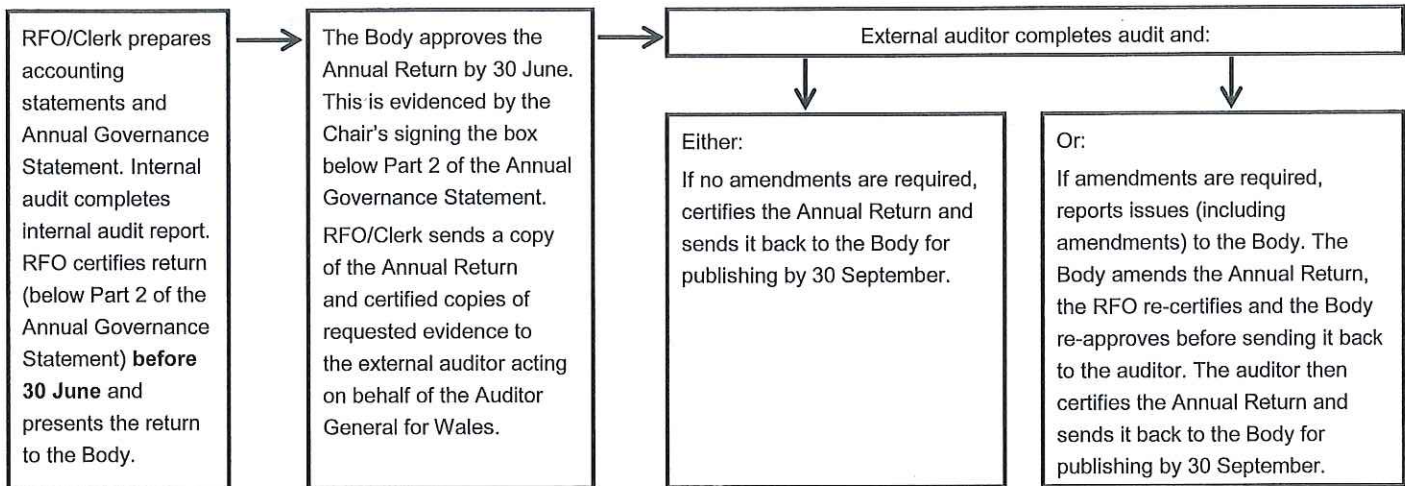 RFO/Clerk prepares
accounting
statements and
Annual Governance
Statement. Internal
audit completes
internal audit report.
RFO certifies return
(below Part 2 of the
Annual Governance
Statement) before
30 June and
presents the return
to the Body.
The Body approves the
Annual Return by 30 June.
This is evidenced by the
Chair's signing the box
below Part 2 of the Annual
Governance Statement.
RFO/Clerk sends a copy
of the Annual Return
and certified copies of
requested evidence to
the external auditor acting
on behalf of the Auditor
General for Wales.
External auditor completes audit and:
Either:
If no amendments are required,
certifies the Annual Return and
sends it back to the Body for
publishing by 30 September.
Or:
If amendments are required,
reports issues (including
amendments) to the Body. The
Body amends the Annual Return,
the RFO re-certifies and the Body
re-approves before sending it back
to the auditor. The auditor then
certifies the Annual Return and
sends it back to the Body for
publishing by 30 September.